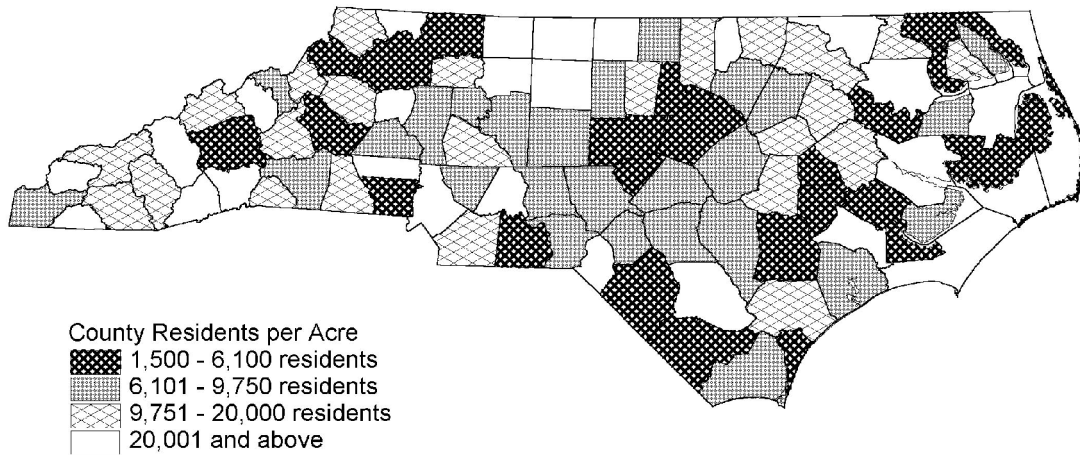 County Residents per Acre
1,500 - 6,100 residents
6,101 - 9,750 residents
9,751 - 20,000 residents
20,001 and above